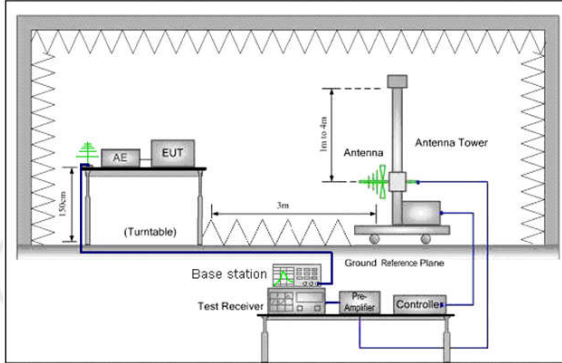 1m to 4m
Antenna Tower
Antenna
AE
EUT
150cm
3m
(Turntable)
Ground Reference Plane
Base station
Test Receiver
Pre-
Amplifier
Controller